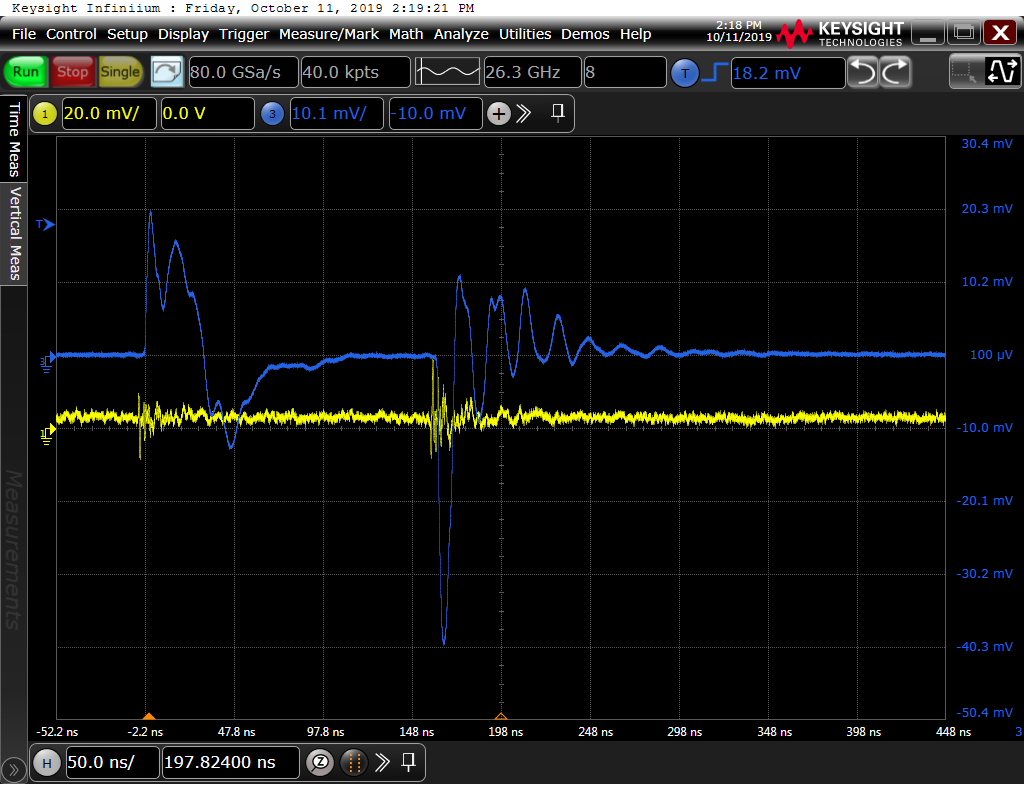 Keysight Infiniium : Friday, October 11, 2019 2:19:21 PM
File Control Setup Display Trigger Measure/Mark Math Analyze Utilities Demos Help
2:18 PM
10/11/2019
KEYSIGHT
TECHNOLOGIES
Run Stop Single 80.0 GSa/s 40.0 kpts 26.3 GHz 8 T 18.2 mV
1 20.0 mV/ 0.0 V 3 10.1 mV/ -10.0 mV
Time Meas
Vertical Meas
Measurements
30.4 mV
20.3 mV
T
10.2 mV
3
100 µV
1
-10.0 mV
-20.1 mV
-30.2 mV
-40.3 mV
-50.4 mV
-52.2 ns -2.2 ns 47.8 ns 97.8 ns 148 ns 198 ns 248 ns 298 ns 348 ns 398 ns 448 ns 3
H 50.0 ns/ 197.82400 ns Z